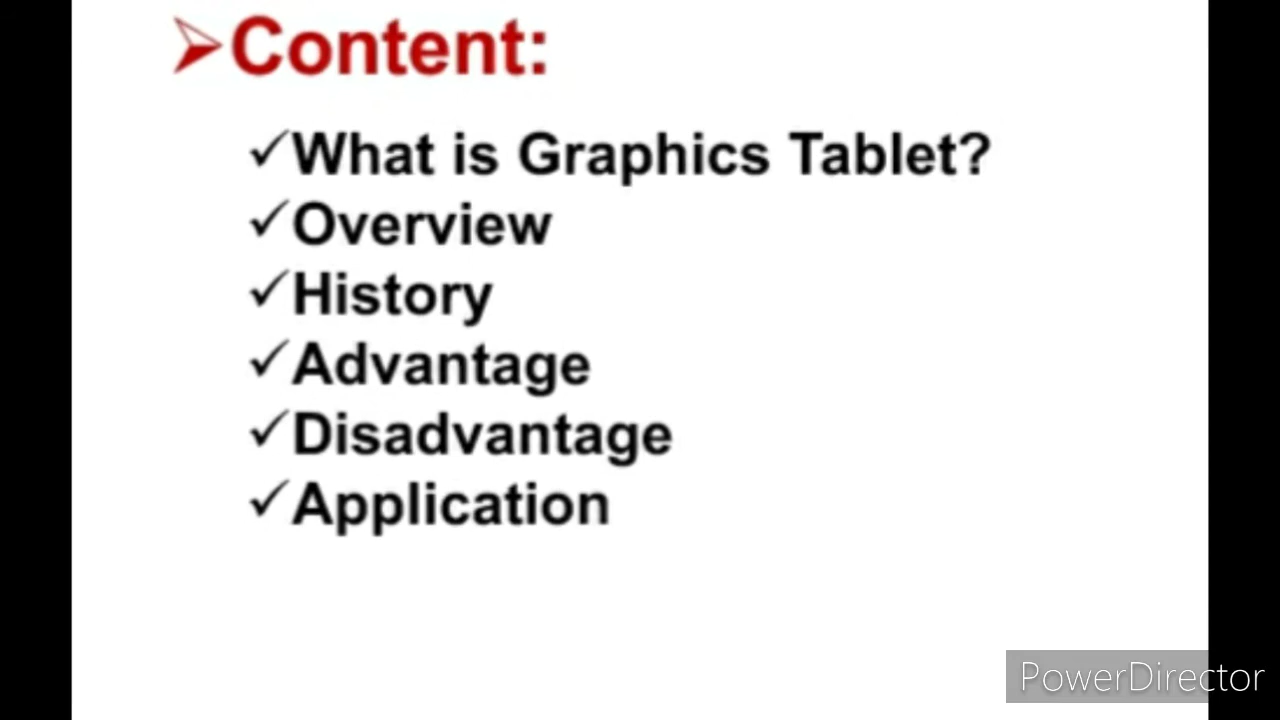 Content:
What is Graphics Tablet?
Overview
History
Advantage
Disadvantage
Application
PowerDirector